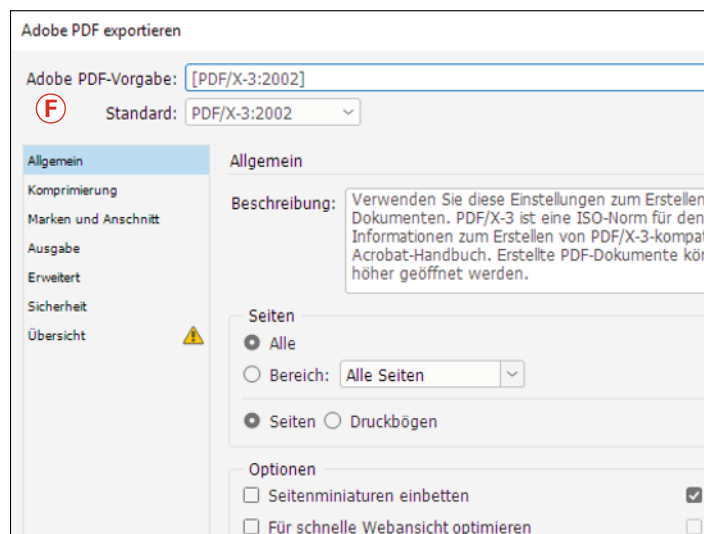 Adobe PDF exportieren
Adobe PDF-Vorgabe: [PDF/X-3:2002]
F Standard: PDF/X-3:2002
Allgemein
Komprimierung
Marken und Anschnitt
Ausgabe
Erweitert
Sicherheit
Übersicht
Allgemein
Beschreibung: Verwenden Sie diese Einstellungen zum Erstellen
Dokumenten. PDF/X-3 ist eine ISO-Norm für den
Informationen zum Erstellen von PDF/X-3-kompa
Acrobat-Handbuch. Erstellte PDF-Dokumente kön
höher geöffnet werden.
Seiten
Alle
Bereich: Alle Seiten
Seiten Druckbögen
Optionen
Seitenminiaturen einbetten
Für schnelle Webansicht optimieren